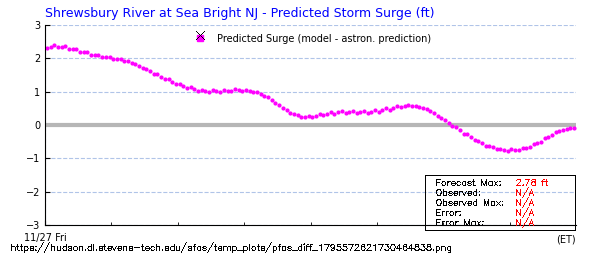 Shrewsbury River at Sea Bright NJ - Predicted Storm Surge (ft)
3
Predicted Surge (model - astron. prediction)
2
1
0
−1
Forecast Max: 2.78 ft
Observed: N/A
−2
Observed Max: N/A
Error: N/A
Error Max: N/A
−3
11/27 Fri
(ET)
https://hudson.dl.stevens-tech.edu/sfas/temp_plots/pfas_diff_1795572621730464838.png